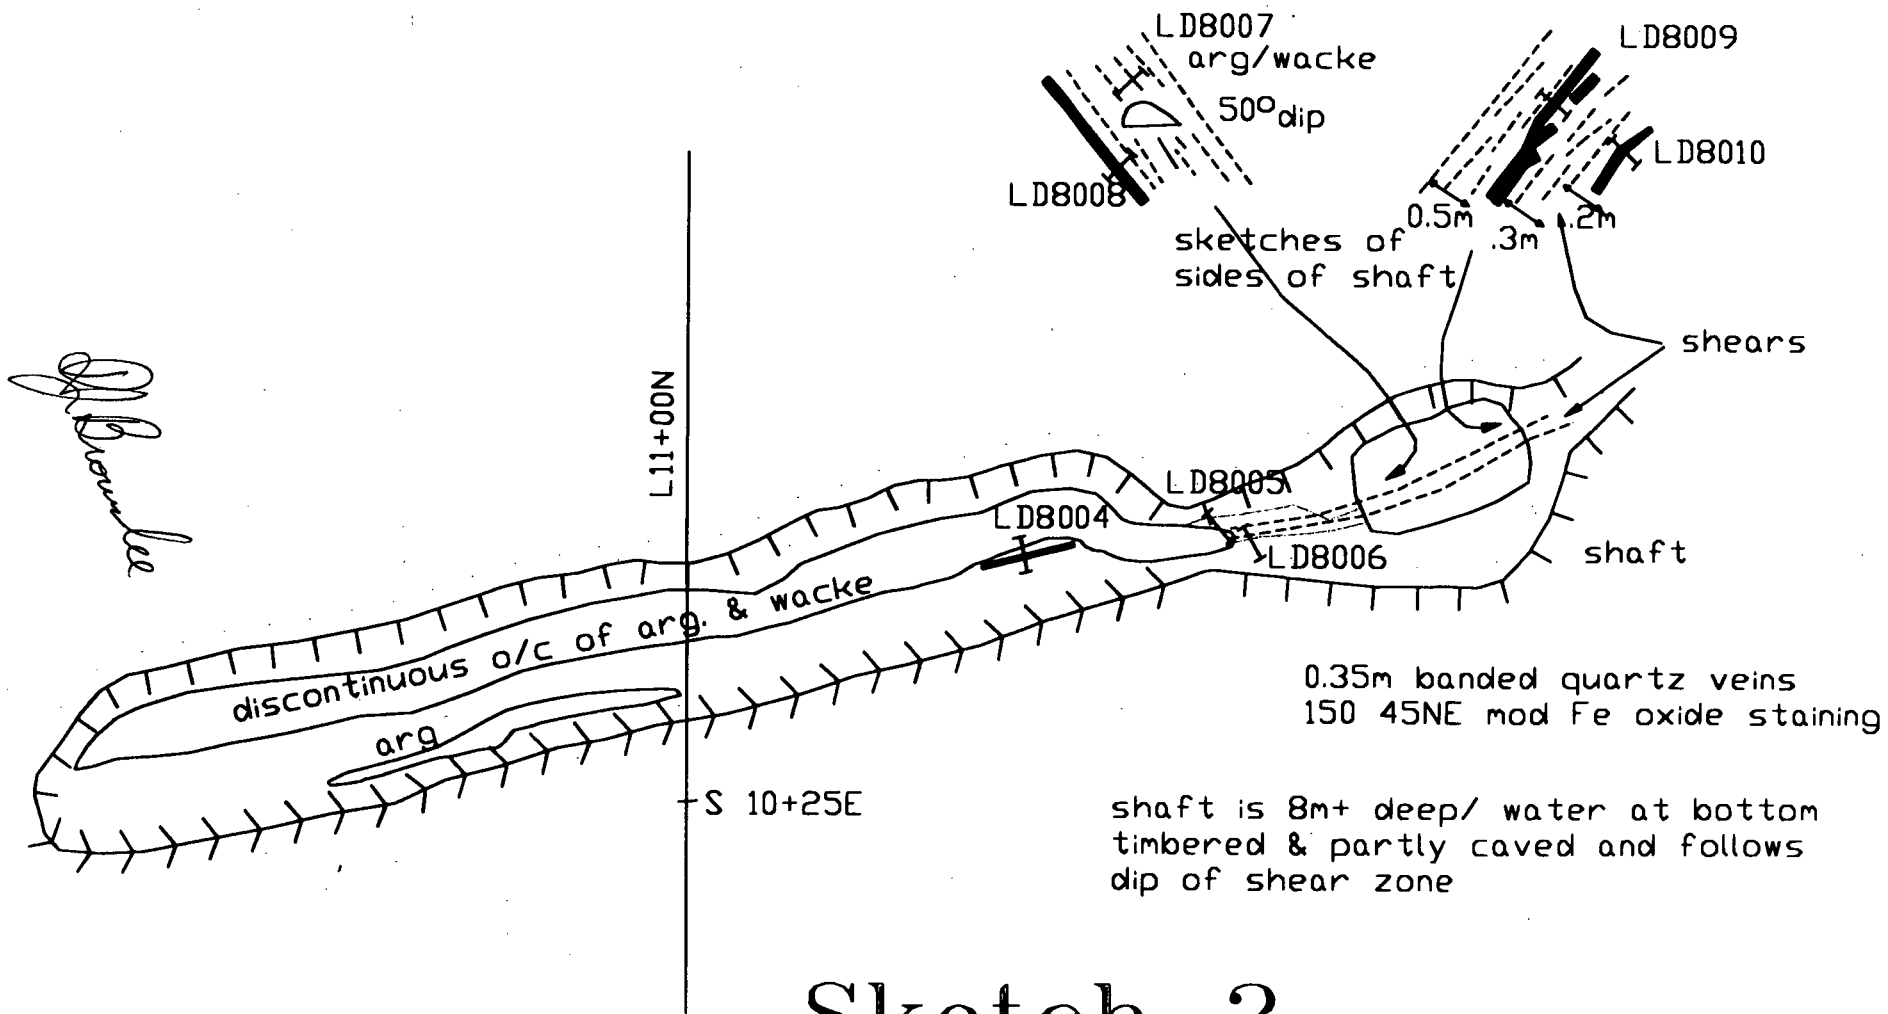 LD8007
arg/wacke
50° dip
LD8008
LD8009
LD8010
0.5m
.3m
.2m
sketches of
sides of shaft
shears
L11+00N
LD8005
LD8004
LD8006
shaft
discontinuous o/c of arg. & wacke
arg
0.35m banded quartz veins
150 45NE mod Fe oxide staining
S 10+25E
shaft is 8m+ deep/ water at bottom
timbered & partly caved and follows
dip of shear zone
Sketch 2